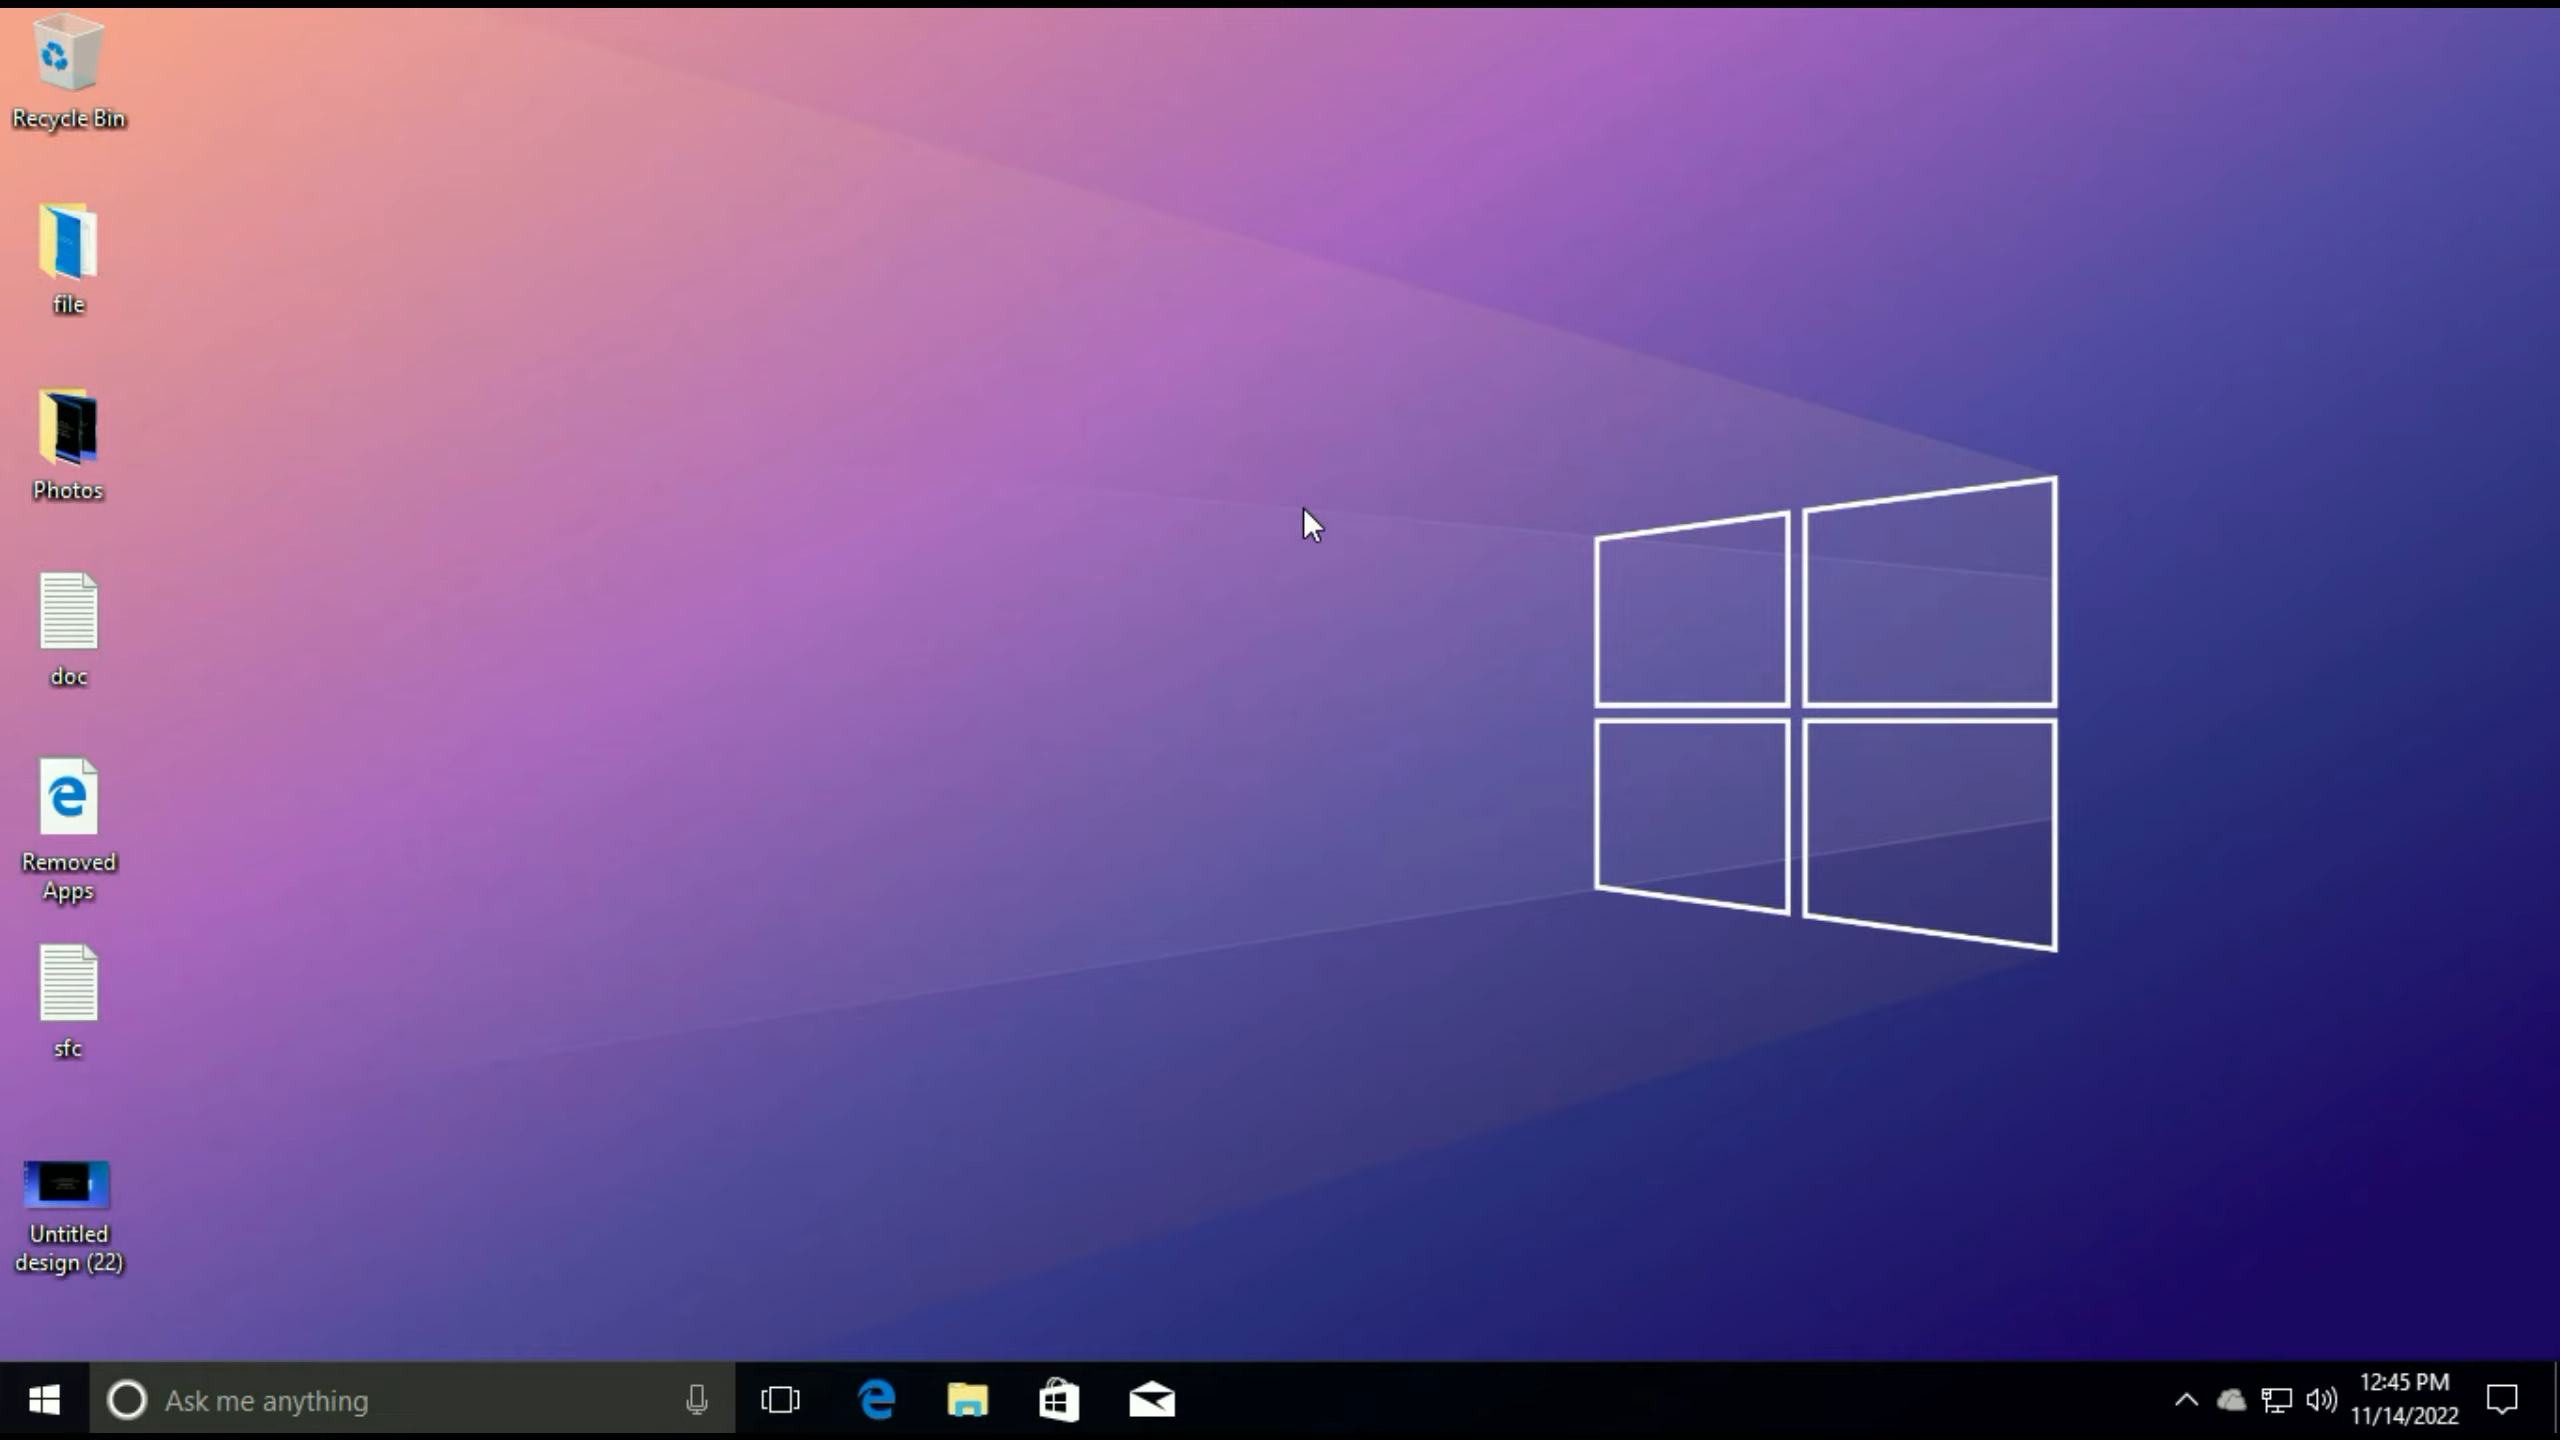 Recycle Bin
file
Photos
doc
Removed
Apps
sfc
Untitled
design (22)
Ask me anything
12:45 PM
11/14/2022